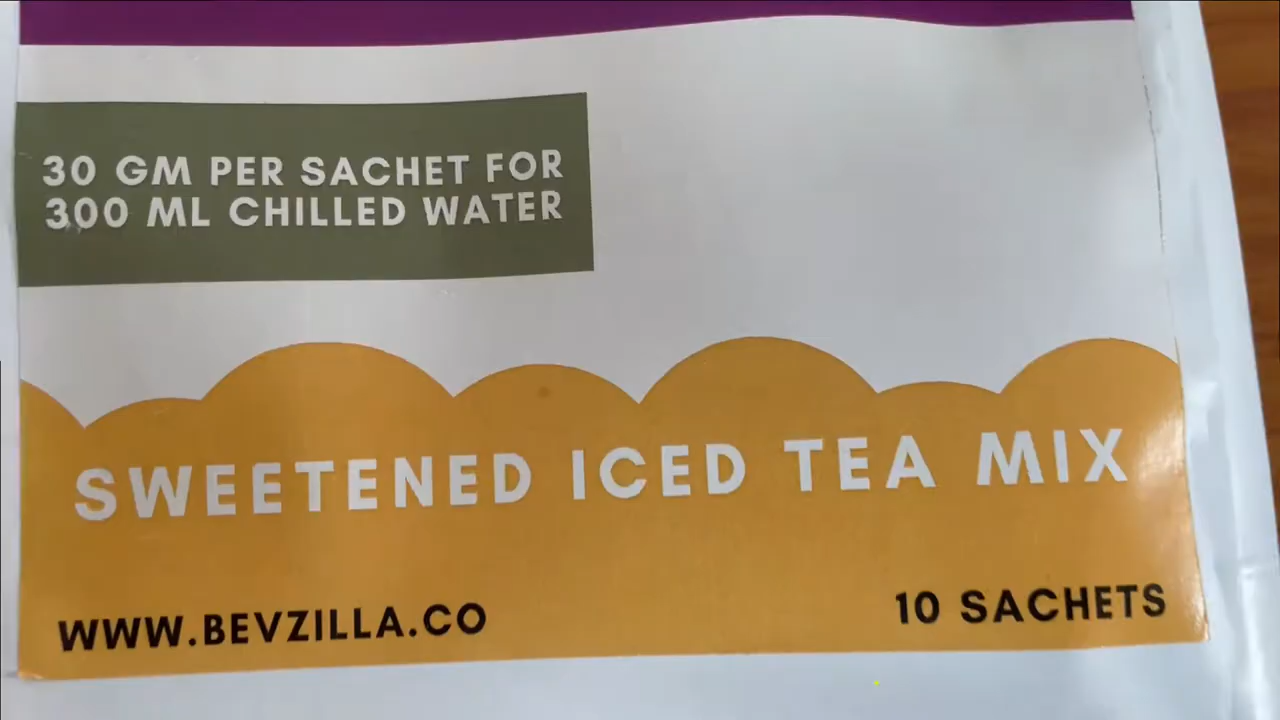 30 GM PER SACHET FOR
300 ML CHILLED WATER
SWEETENED ICED TEA MIX
WWW.BEVZILLA.CO
10 SACHETS